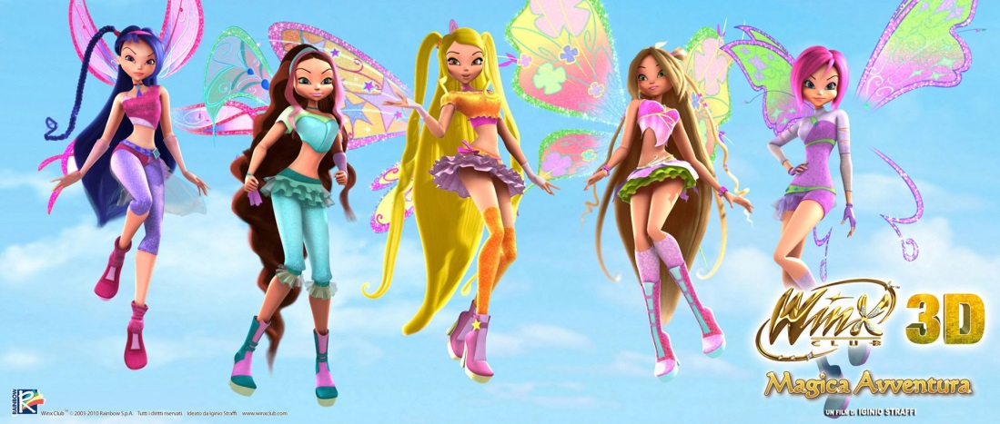 Winx 3D
CLUB
Magica Avventura
UN FILM DI IGINIO STRAFFI
RAINBOW
Winx Club™ © 2003-2010 Rainbow S.p.A. Tutti i diritti riservati. Ideato da Iginio Straffi. www.winxclub.com